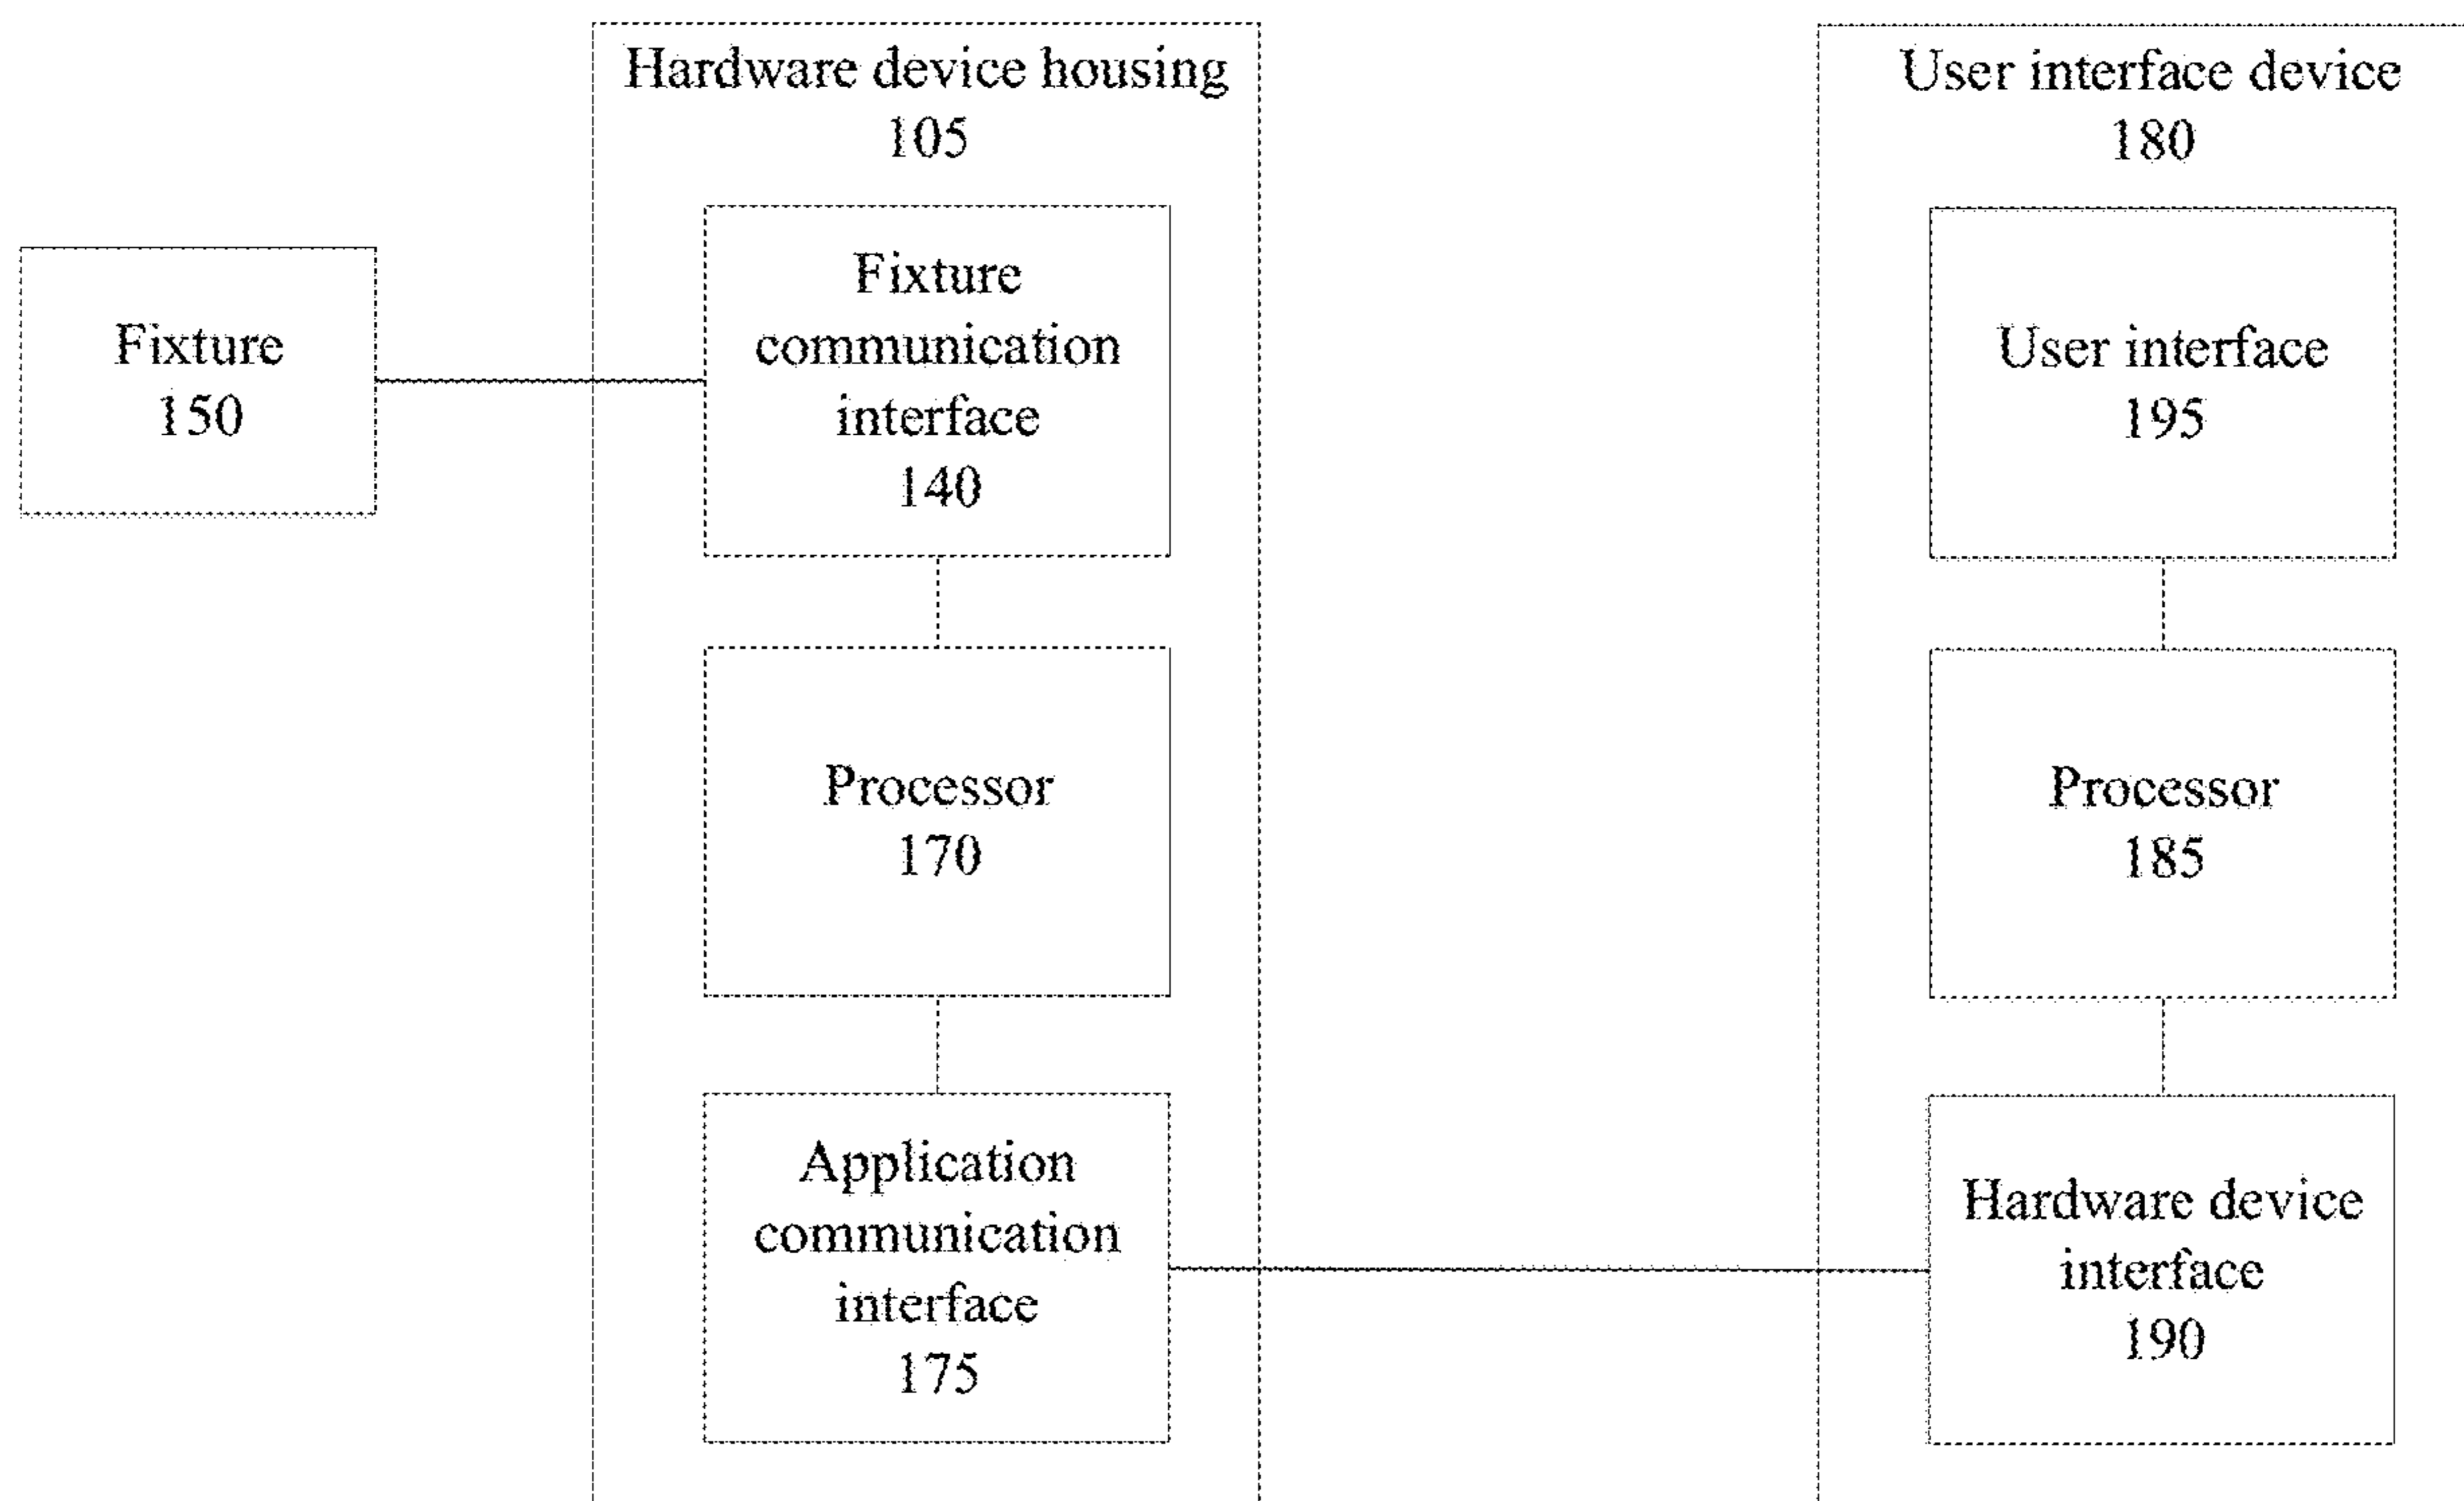 Hardware device housing
105
User interface device
180
Fixture
150
Fixture
communication
interface
140
User interface
195
Processor
170
Processor
185
Application
communication
interface
175
Hardware device
interface
190